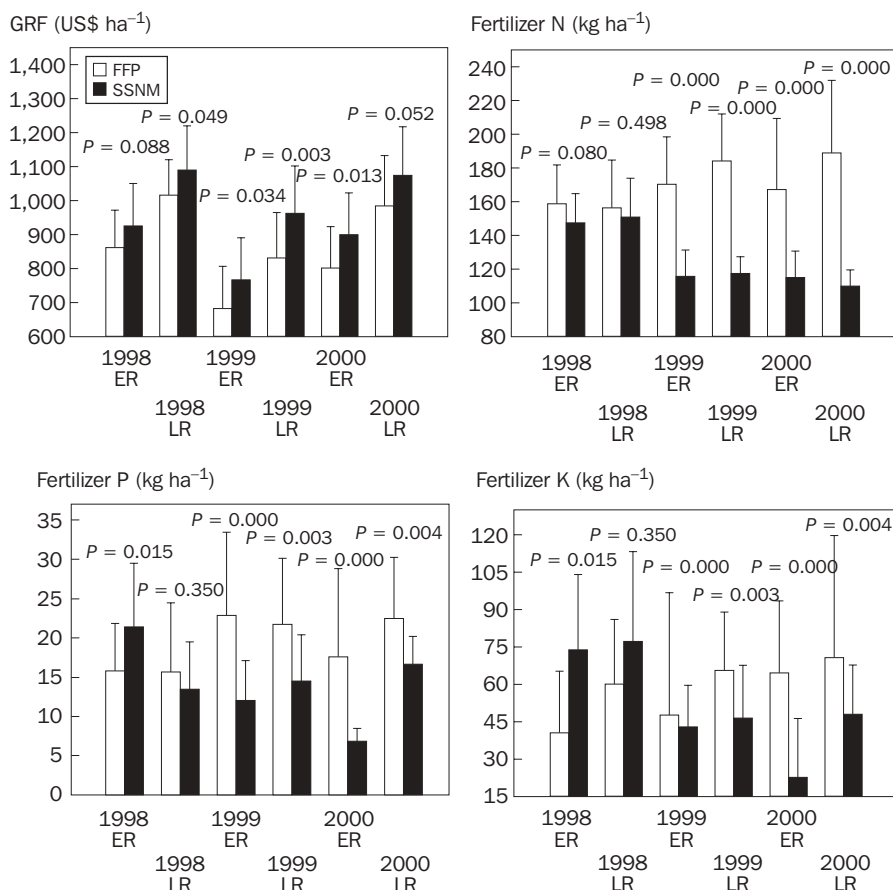 GRF (US$ ha⁻¹)
1,400
1,300
1,200
1,100
1,000
900
800
700
600
FFP
SSNM
P = 0.088
P = 0.049
P = 0.034
P = 0.003
P = 0.013
P = 0.052
1998
ER
1999
ER
2000
ER
1998
LR
1999
LR
2000
LR
Fertilizer N (kg ha⁻¹)
240
220
200
180
160
140
120
100
80
P = 0.080
P = 0.498
P = 0.000
P = 0.000
P = 0.000
P = 0.000
1998
ER
1999
ER
2000
ER
1998
LR
1999
LR
2000
LR
Fertilizer P (kg ha⁻¹)
35
30
25
20
15
10
5
0
P = 0.015
P = 0.350
P = 0.000
P = 0.003
P = 0.000
P = 0.004
1998
ER
1999
ER
2000
ER
1998
LR
1999
LR
2000
LR
Fertilizer K (kg ha⁻¹)
120
105
90
75
60
45
30
15
P = 0.015
P = 0.350
P = 0.000
P = 0.003
P = 0.000
P = 0.004
1998
ER
1999
ER
2000
ER
1998
LR
1999
LR
2000
LR